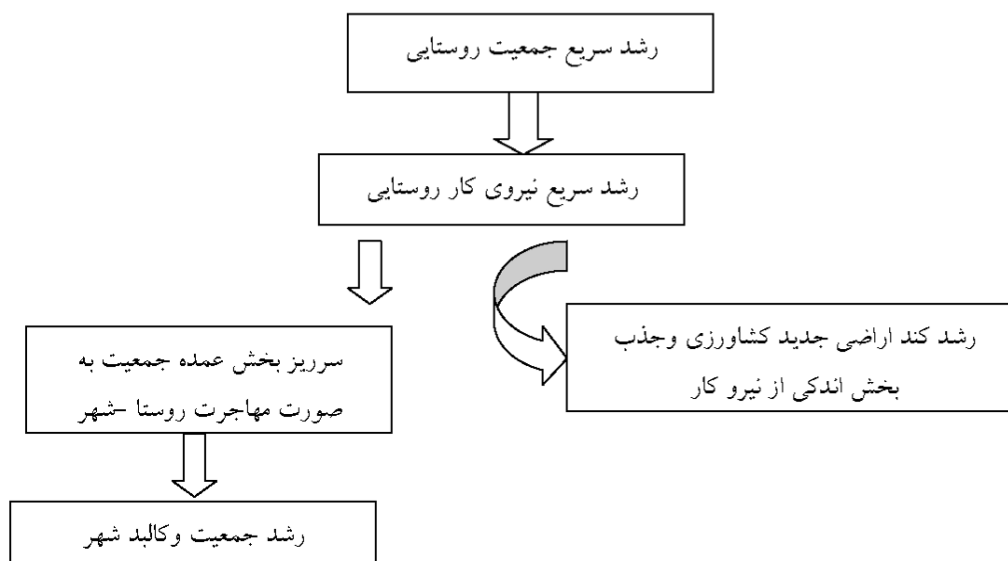 رشد سریع جمعیت روستایی
رشد سریع نیروی کار روستایی
رشد کند اراضی جدید کشاورزی وجذب
بخش اندکی از نیرو کار
سرریز بخش عمده جمعیت به
صورت مهاجرت روستا –شهر
رشد جمعیت وکالبد شهر